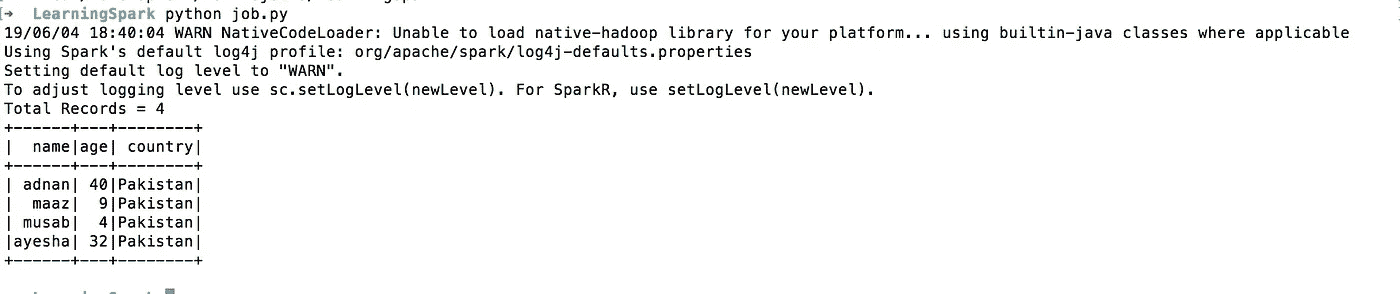 [➜  LearningSpark python job.py
19/06/04 18:40:04 WARN NativeCodeLoader: Unable to load native-hadoop library for your platform... using builtin-java classes where applicable
Using Spark's default log4j profile: org/apache/spark/log4j-defaults.properties
Setting default log level to "WARN".
To adjust logging level use sc.setLogLevel(newLevel). For SparkR, use setLogLevel(newLevel).
Total Records = 4
+------+---+--------+
|  name|age| country|
+------+---+--------+
| adnan| 40|Pakistan|
|  maaz|  9|Pakistan|
| musab|  4|Pakistan|
|ayesha| 32|Pakistan|
+------+---+--------+